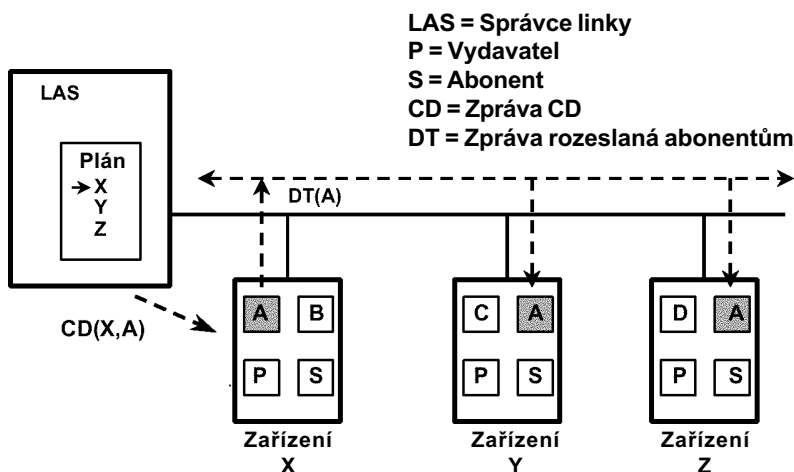 LAS = Správce linky
P = Vydavatel
S = Abonent
CD = Zpráva CD
DT = Zpráva rozeslaná abonentům
LAS
Plán
X
Y
Z
DT(A)
CD(X,A)
A B
P S
C A
P S
D A
P S
Zařízení
X
Zařízení
Y
Zařízení
Z